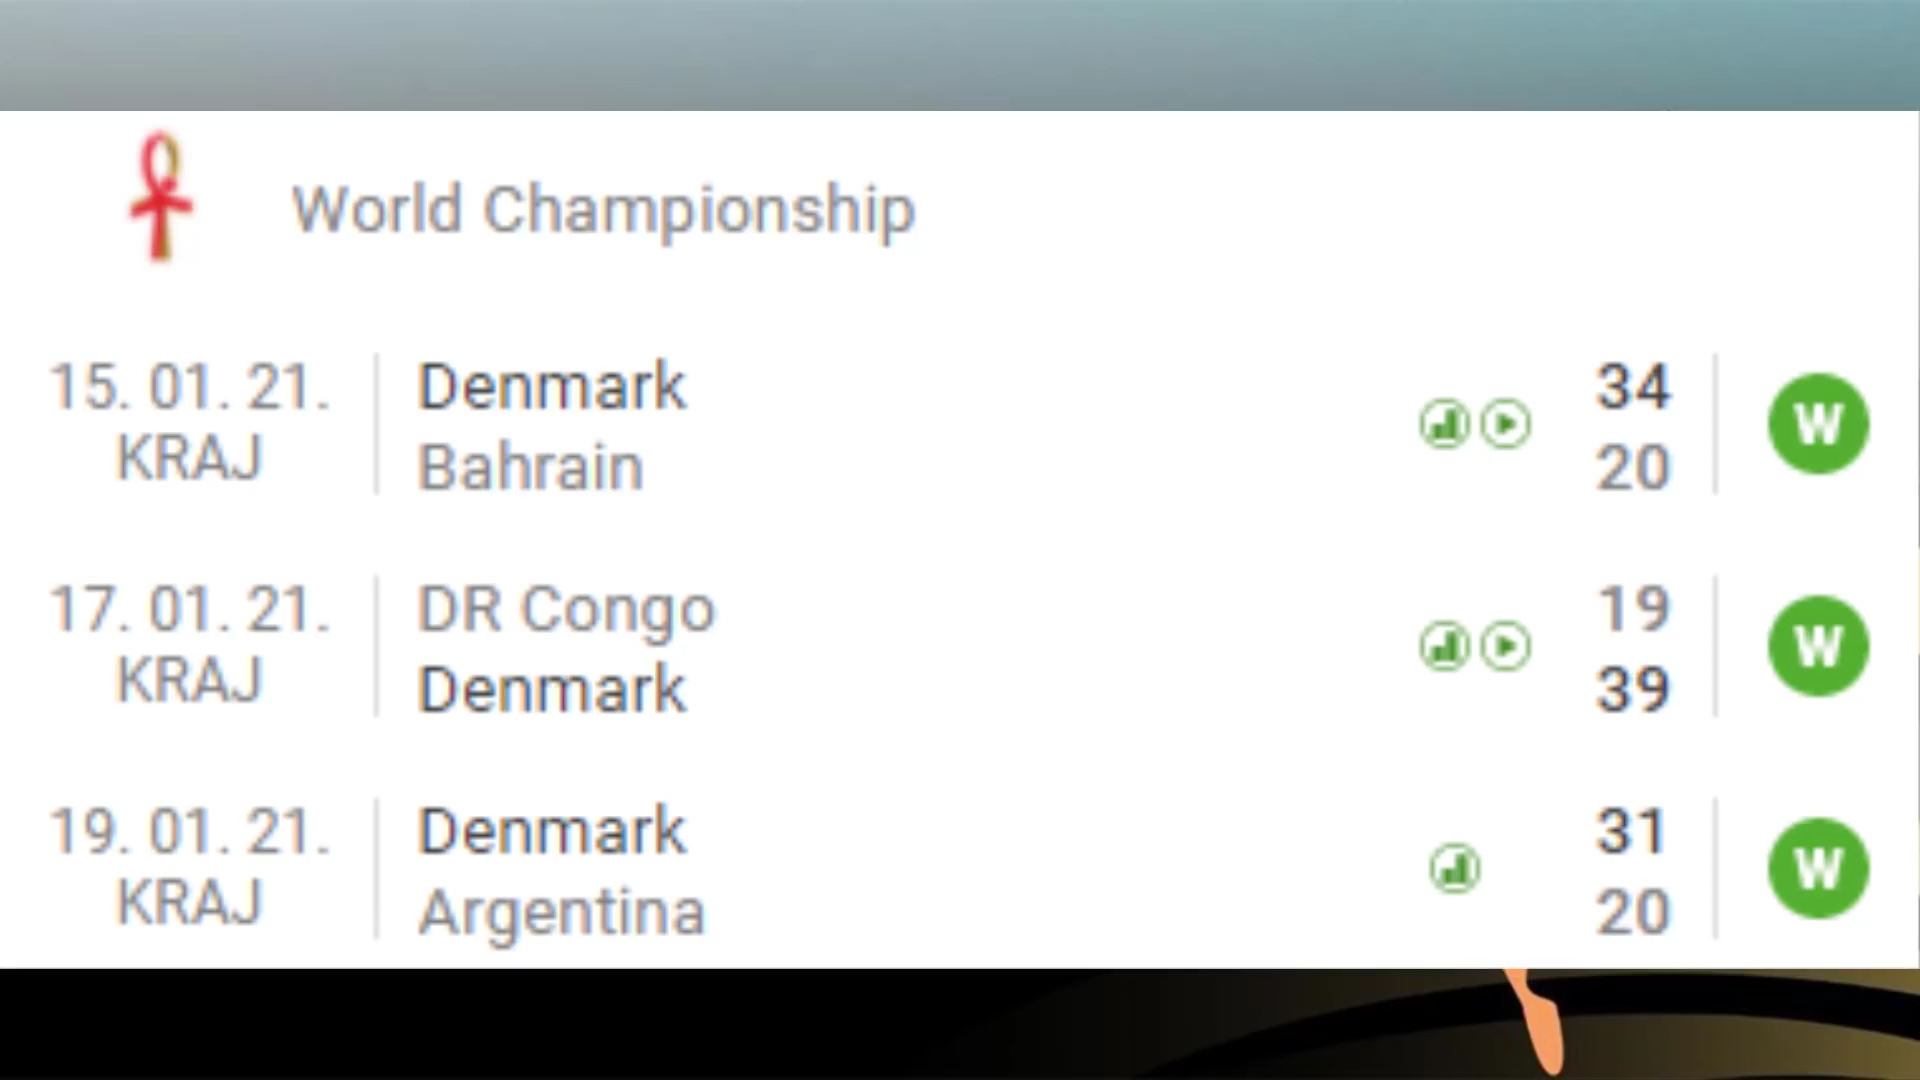 World Championship
15. 01. 21.
KRAJ
Denmark
Bahrain
34
20
W
17. 01. 21.
KRAJ
DR Congo
Denmark
19
39
W
19. 01. 21.
KRAJ
Denmark
Argentina
31
20
W